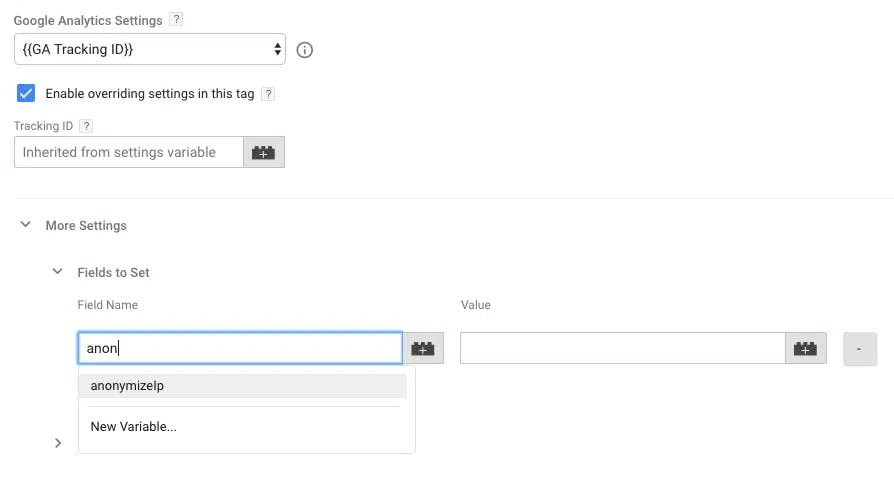 Google Analytics Settings ?
{{GA Tracking ID}}
Enable overriding settings in this tag ?
Tracking ID ?
Inherited from settings variable
More Settings
Fields to Set
Field Name Value
anon
-
anonymizeIp
New Variable...